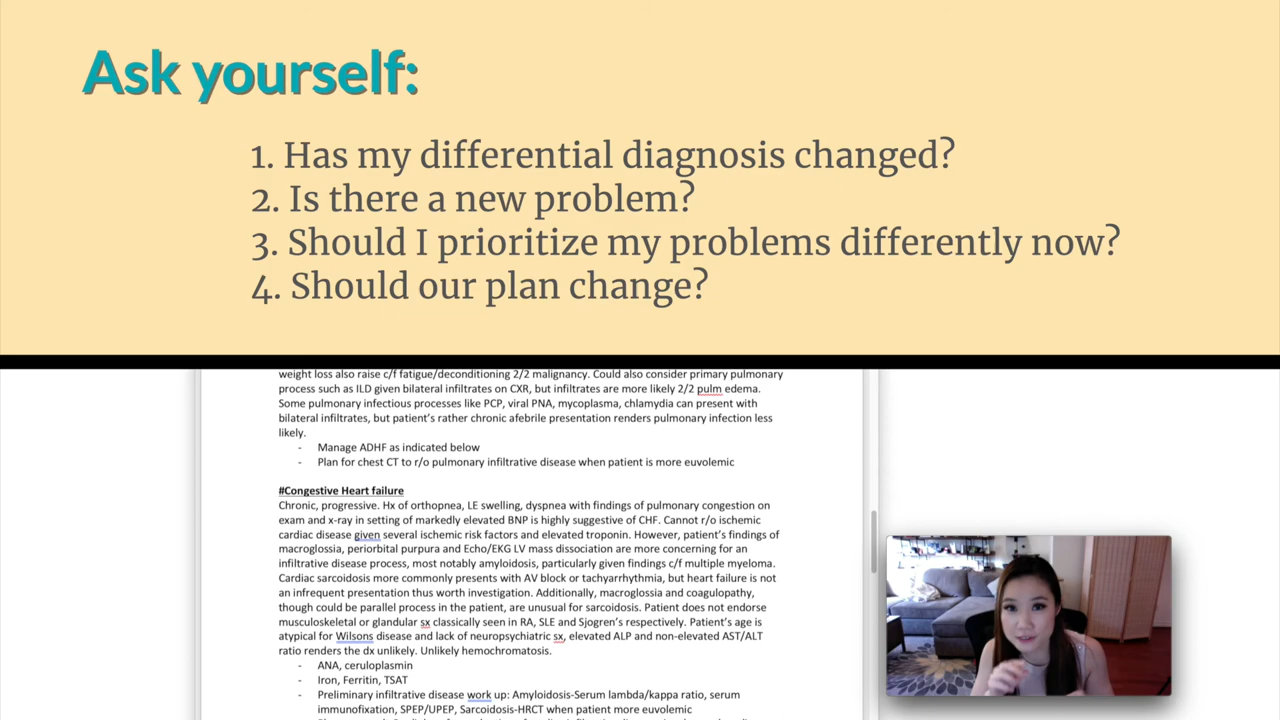 Ask yourself:
1. Has my differential diagnosis changed?
2. Is there a new problem?
3. Should I prioritize my problems differently now?
4. Should our plan change?
weight loss also raise c/f fatigue/deconditioning 2/2 malignancy. Could also consider primary pulmonary
process such as ILD given bilateral infiltrates on CXR, but infiltrates are more likely 2/2 pulm edema.
Some pulmonary infectious processes like PCP, viral PNA, mycoplasma, chlamydia can present with
bilateral infiltrates, but patient's rather chronic afebrile presentation renders pulmonary infection less
likely.
- Manage ADHF as indicated below
- Plan for chest CT to r/o pulmonary infiltrative disease when patient is more euvolemic
#Congestive Heart failure
Chronic, progressive. Hx of orthopnea, LE swelling, dyspnea with findings of pulmonary congestion on
exam and x-ray in setting of markedly elevated BNP is highly suggestive of CHF. Cannot r/o ischemic
cardiac disease given several ischemic risk factors and elevated troponin. However, patient's findings of
macroglossia, periorbital purpura and Echo/EKG LV mass dissociation are more concerning for an
infiltrative disease process, most notably amyloidosis, particularly given findings c/f multiple myeloma.
Cardiac sarcoidosis more commonly presents with AV block or tachyarrhythmia, but heart failure is not
an infrequent presentation thus worth investigation. Additionally, macroglossia and coagulopathy,
though could be parallel process in the patient, are unusual for sarcoidosis. Patient does not endorse
musculoskeletal or glandular sx classically seen in RA, SLE and Sjogren's respectively. Patient's age is
atypical for Wilsons disease and lack of neuropsychiatric sx, elevated ALP and non-elevated AST/ALT
ratio renders the dx unlikely. Unlikely hemochromatosis.
- ANA, ceruloplasmin
- Iron, Ferritin, TSAT
- Preliminary infiltrative disease work up: Amyloidosis-Serum lambda/kappa ratio, serum
immunofixation, SPEP/UPEP, Sarcoidosis-HRCT when patient more euvolemic